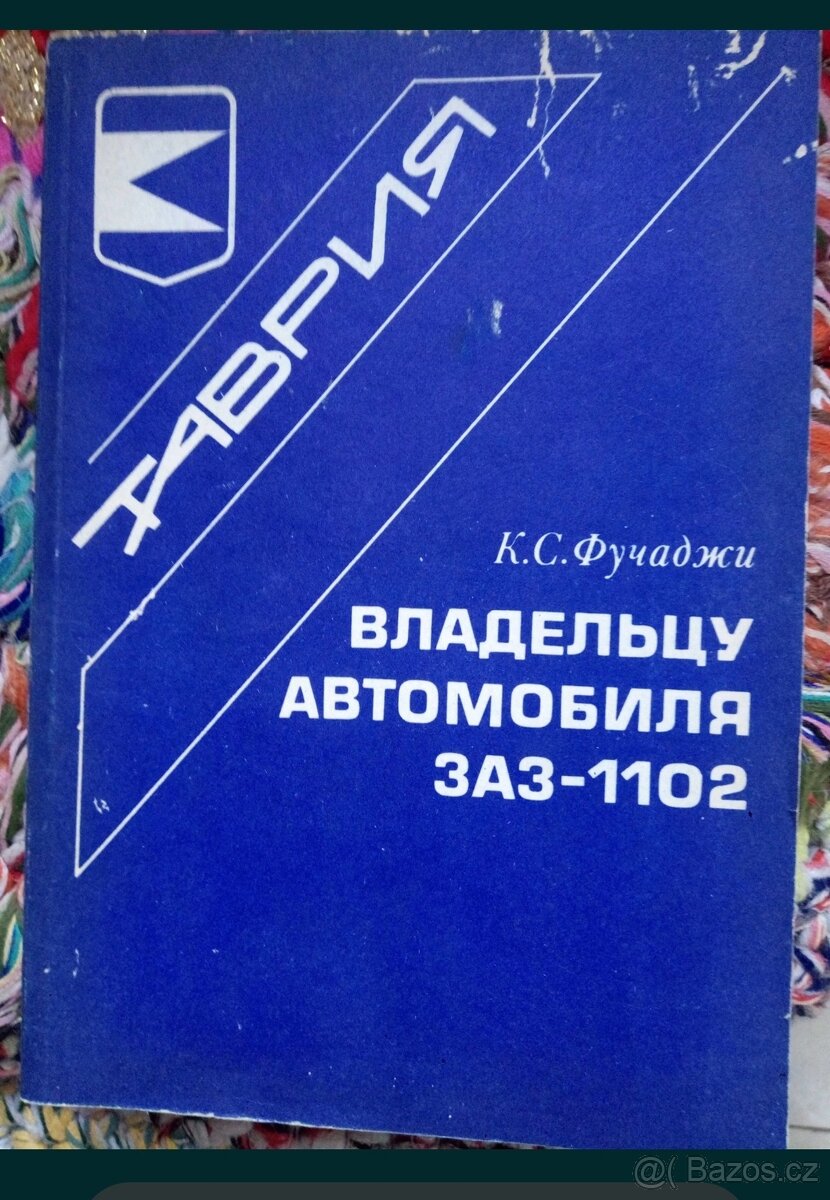 ТАВРИЯ
К.С.Фучаджи
ВЛАДЕЛЬЦУ
АВТОМОБИЛЯ
ЗАЗ-1102
@( Bazos.cz